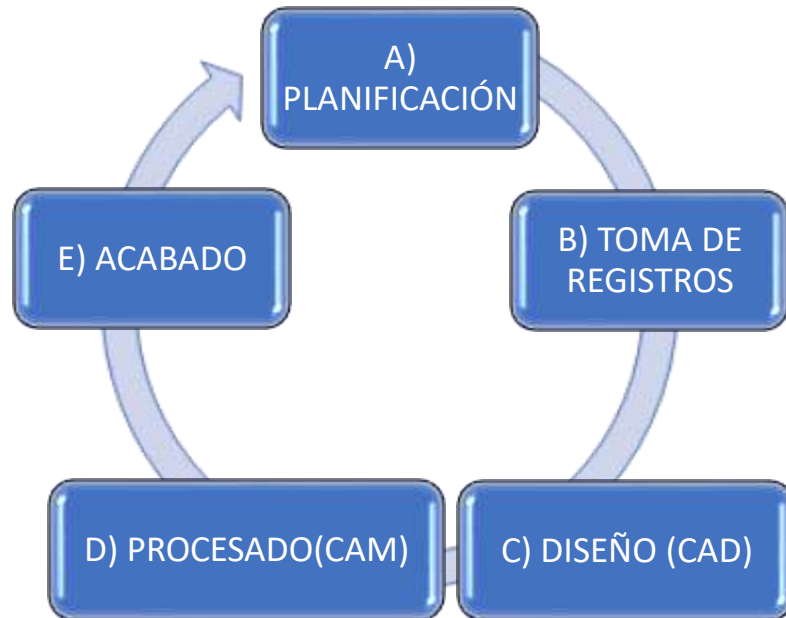 A)
PLANIFICACIÓN
B) TOMA DE
REGISTROS
C) DISEÑO (CAD)
D) PROCESADO(CAM)
E) ACABADO